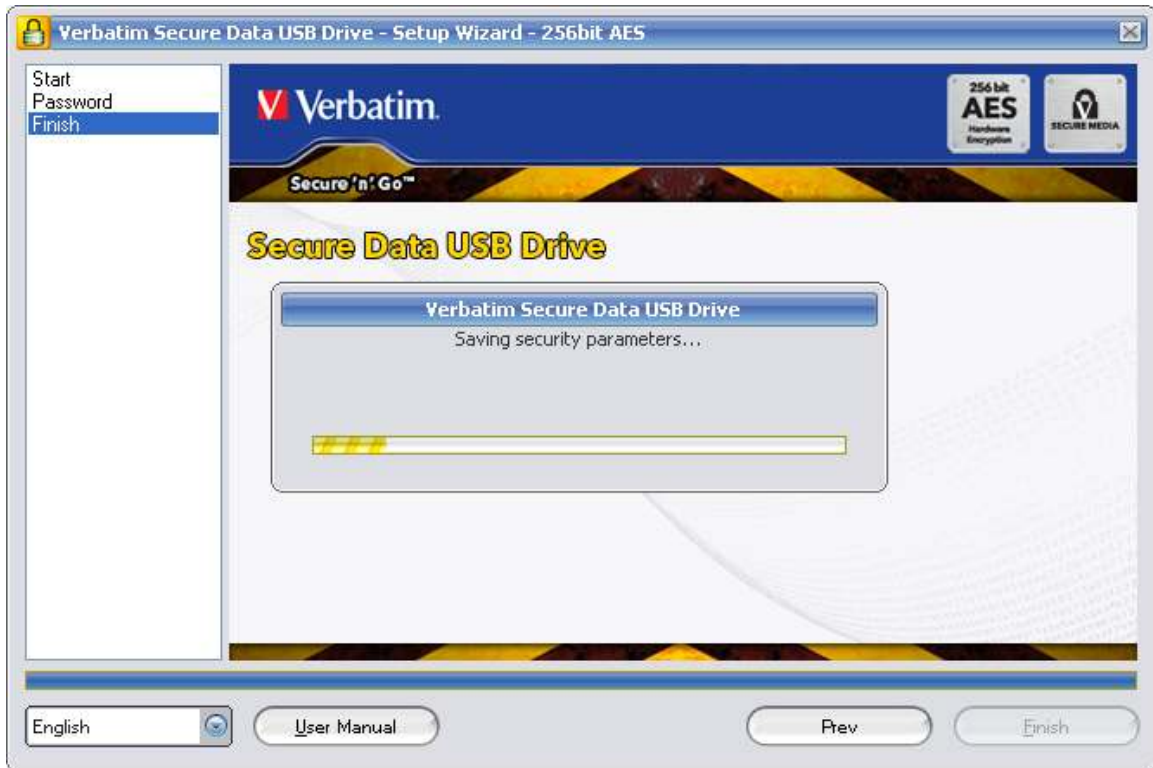 Verbatim Secure Data USB Drive - Setup Wizard - 256bit AES
Start
Password
Finish
Verbatim.
256 bit
AES
Hardware
Encryption
SECURE MEDIA
Secure 'n' Go™
Secure Data USB Drive
Verbatim Secure Data USB Drive
Saving security parameters...
English
User Manual
Prev
Finish